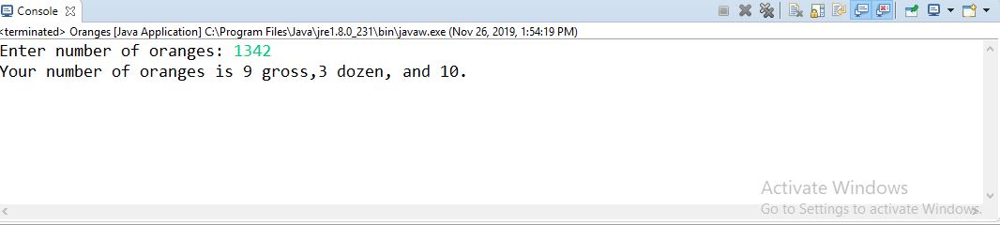 Console
<terminated> Oranges [Java Application] C:\Program Files\Java\jre1.8.0_231\bin\javaw.exe (Nov 26, 2019, 1:54:19 PM)
Enter number of oranges: 1342
Your number of oranges is 9 gross,3 dozen, and 10.
Activate Windows
Go to Settings to activate Windows.